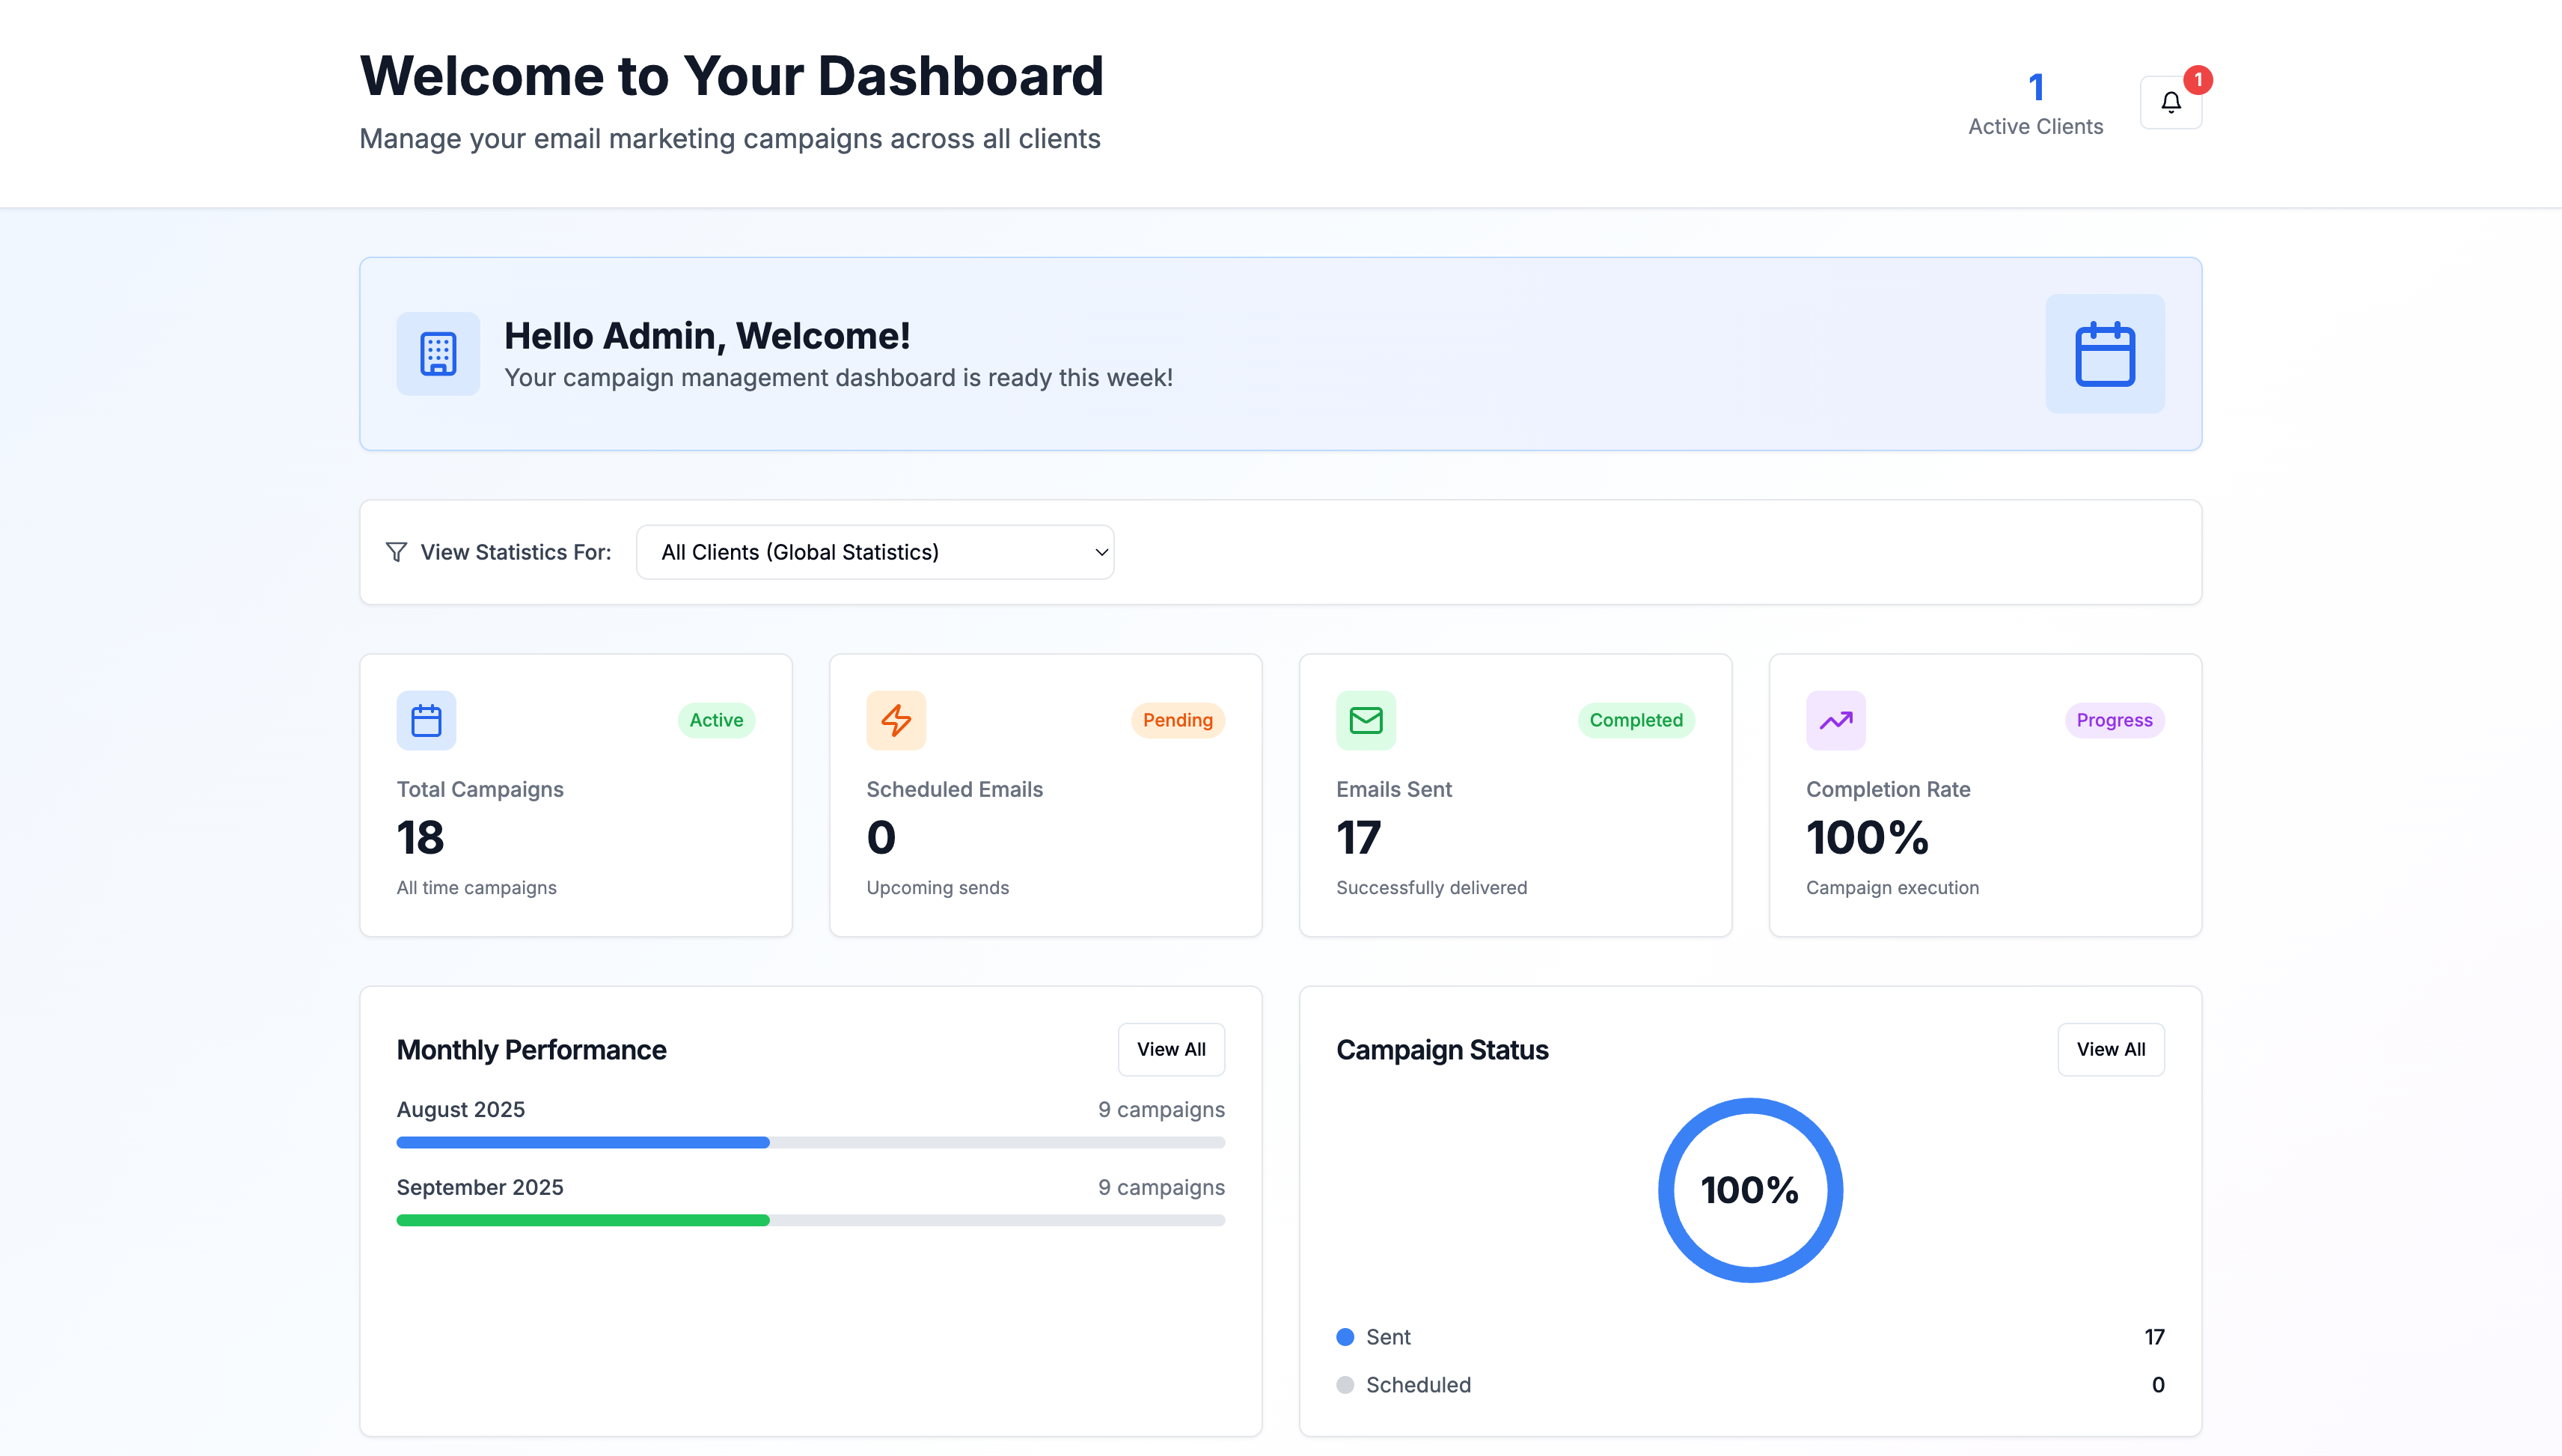 Welcome to Your Dashboard
Manage your email marketing campaigns across all clients
1
Active Clients
1
Hello Admin, Welcome!
Your campaign management dashboard is ready this week!
View Statistics For:
All Clients (Global Statistics)
Active
Total Campaigns
18
All time campaigns
Pending
Scheduled Emails
0
Upcoming sends
Completed
Emails Sent
17
Successfully delivered
Progress
Completion Rate
100%
Campaign execution
Monthly Performance
View All
August 2025
9 campaigns
September 2025
9 campaigns
Campaign Status
View All
100%
Sent
17
Scheduled
0